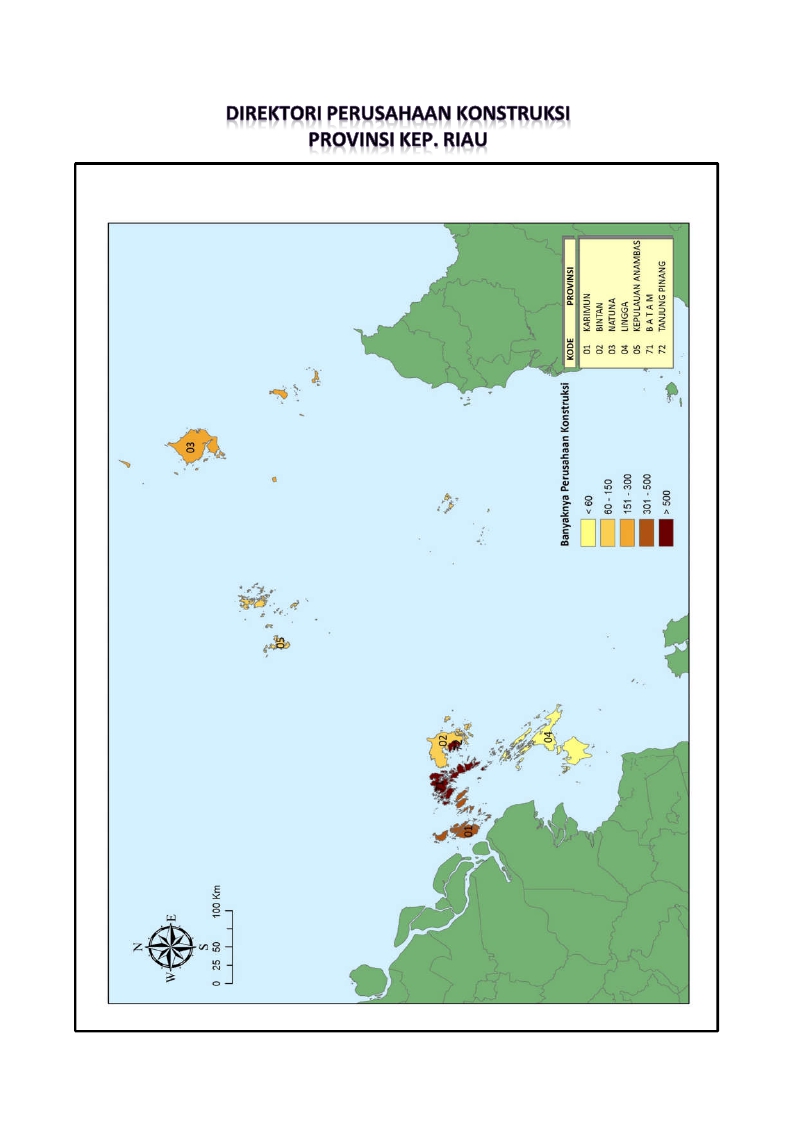 DIREKTORI PERUSAHAAN KONSTRUKSI
PROVINSI KEP. RIAU
N
W E
S
0 25 50 100 Km
03
05
02
04
01
Banyaknya Perusahaan Konstruksi
< 60
60 - 150
151 - 300
301 - 500
> 500
KODE PROVINSI
01 KARIMUN
02 BINTAN
03 NATUNA
04 LINGGA
05 KEPULAUAN ANAMBAS
71 B A T A M
72 TANJUNG PINANG